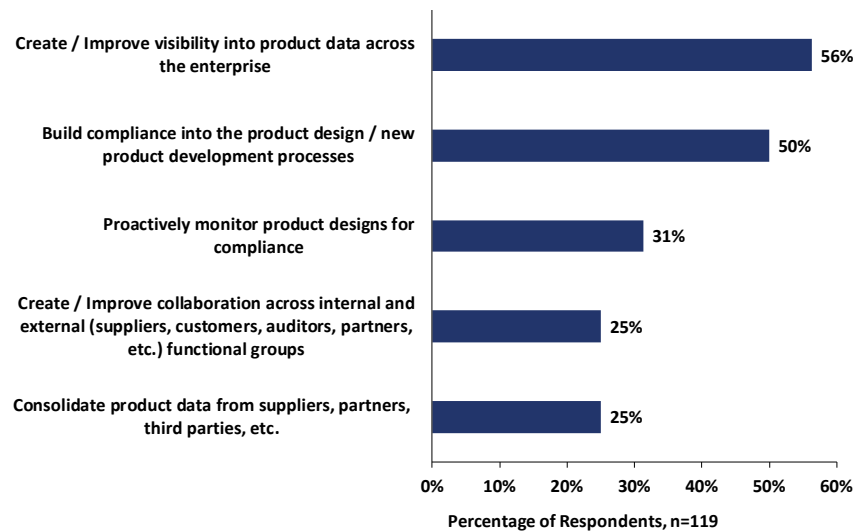 Create / Improve visibility into product data across
the enterprise
56%
Build compliance into the product design / new
product development processes
50%
Proactively monitor product designs for
compliance
31%
Create / Improve collaboration across internal and
external (suppliers, customers, auditors, partners,
etc.) functional groups
25%
Consolidate product data from suppliers, partners,
third parties, etc.
25%
0% 10% 20% 30% 40% 50% 60%
Percentage of Respondents, n=119